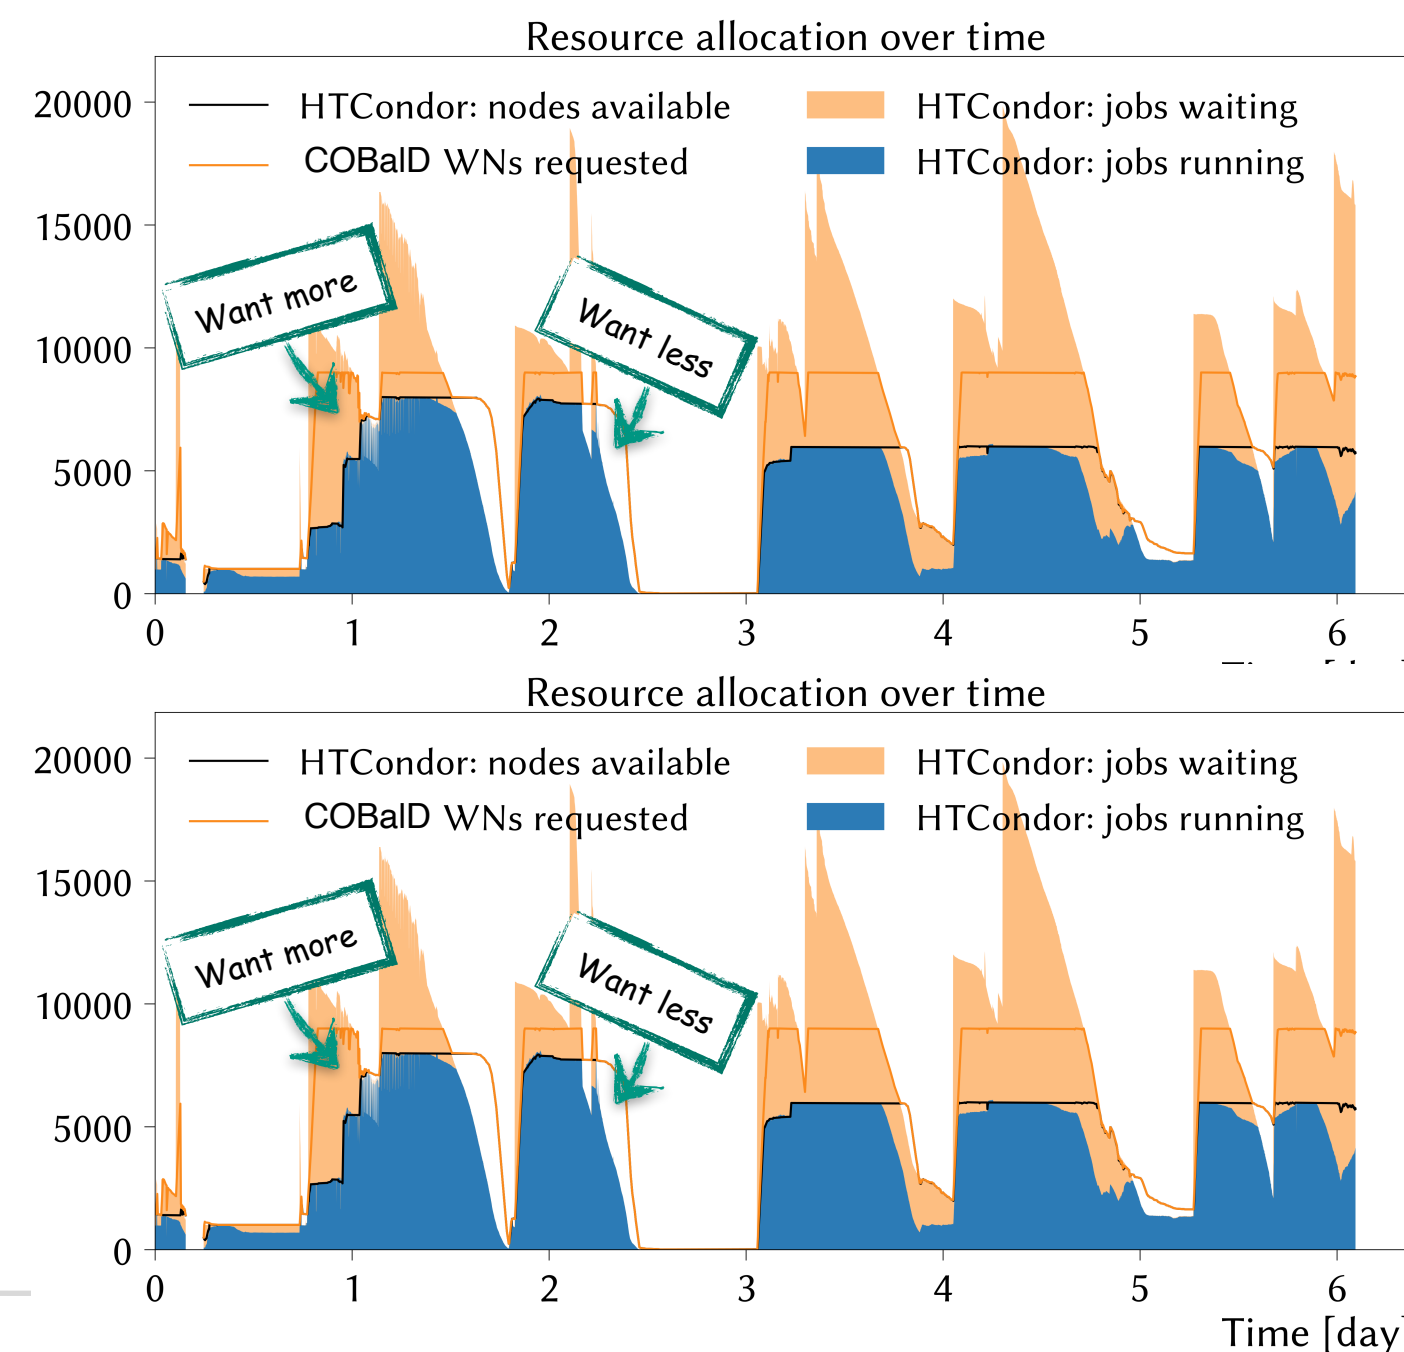 Resource allocation over time
20000
15000
10000
5000
0
HTCondor: nodes available
COBalD WNs requested
HTCondor: jobs waiting
HTCondor: jobs running
Want more
Want less
0 1 2 3 4 5 6
Resource allocation over time
20000
15000
10000
5000
0
HTCondor: nodes available
COBalD WNs requested
HTCondor: jobs waiting
HTCondor: jobs running
Want more
Want less
0 1 2 3 4 5 6
Time [day]